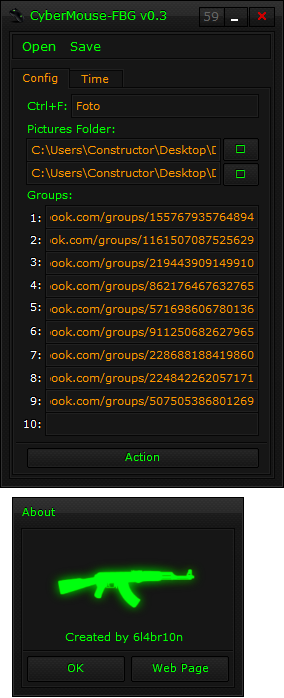 CyberMouse-FBG v0.3 59
Open Save
Config Time
Ctrl+F: Foto
Pictures Folder:
C:\Users\Constructor\Desktop\
C:\Users\Constructor\Desktop\
Groups:
1: ook.com/groups/155767935764894
2: ook.com/groups/1161507087525629
3: ook.com/groups/219443909149910
4: ook.com/groups/862176467632765
5: ook.com/groups/571698606780136
6: ook.com/groups/911250682627965
7: ook.com/groups/228688188419860
8: ook.com/groups/224842262057171
9: ook.com/groups/507505386801269
10:
Action
About
Created by 6l4br10n
OK Web Page